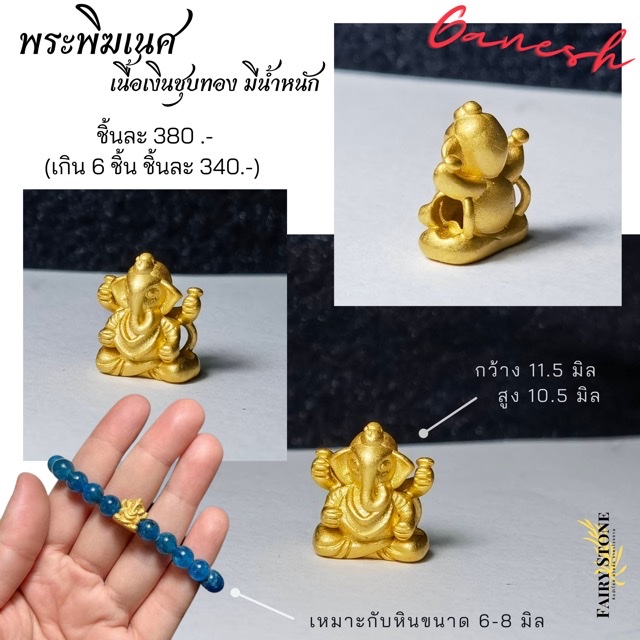 พระพิฆเนศ
Ganesh
เนื้อเงินชุบทอง มีน้ำหนัก
ชิ้นละ 380 .-
(เกิน 6 ชิ้น ชิ้นละ 340.-)
กว้าง 11.5 มิล
สูง 10.5 มิล
FAIRY STONE
เหมาะกับหินขนาด 6-8 มิล